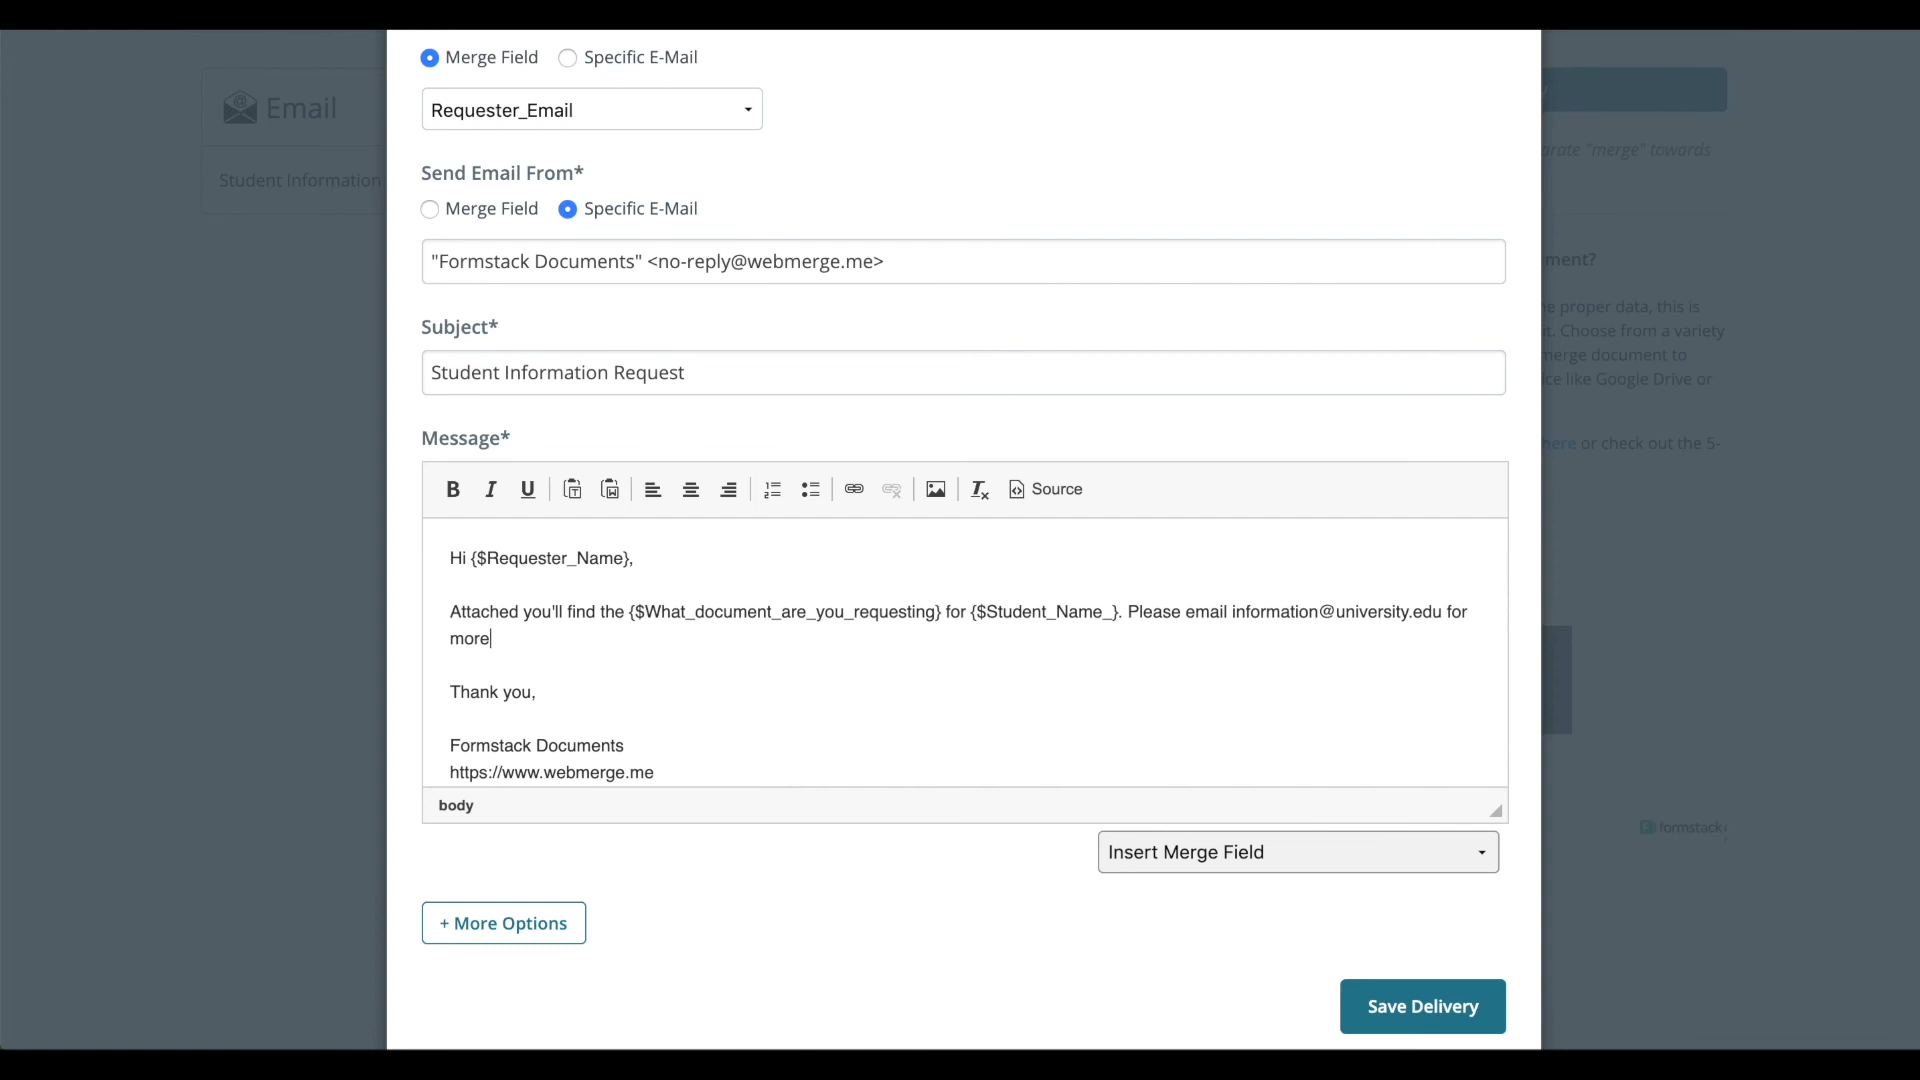 Merge Field Specific E-Mail
Requester_Email
Send Email From*
Merge Field Specific E-Mail
"Formstack Documents" <no-reply@webmerge.me>
Subject*
Student Information Request
Message*
B I U Source
Hi {$Requester_Name},
Attached you'll find the {$What_document_are_you_requesting} for {$Student_Name_}. Please email information@university.edu for
more
Thank you,
Formstack Documents
https://www.webmerge.me
body
Insert Merge Field
+ More Options
Save Delivery
Email
Student Information
"merge" towards
proper data, this is
it. Choose from a variety
merge document to
like Google Drive or
here or check out the 5-
formstack